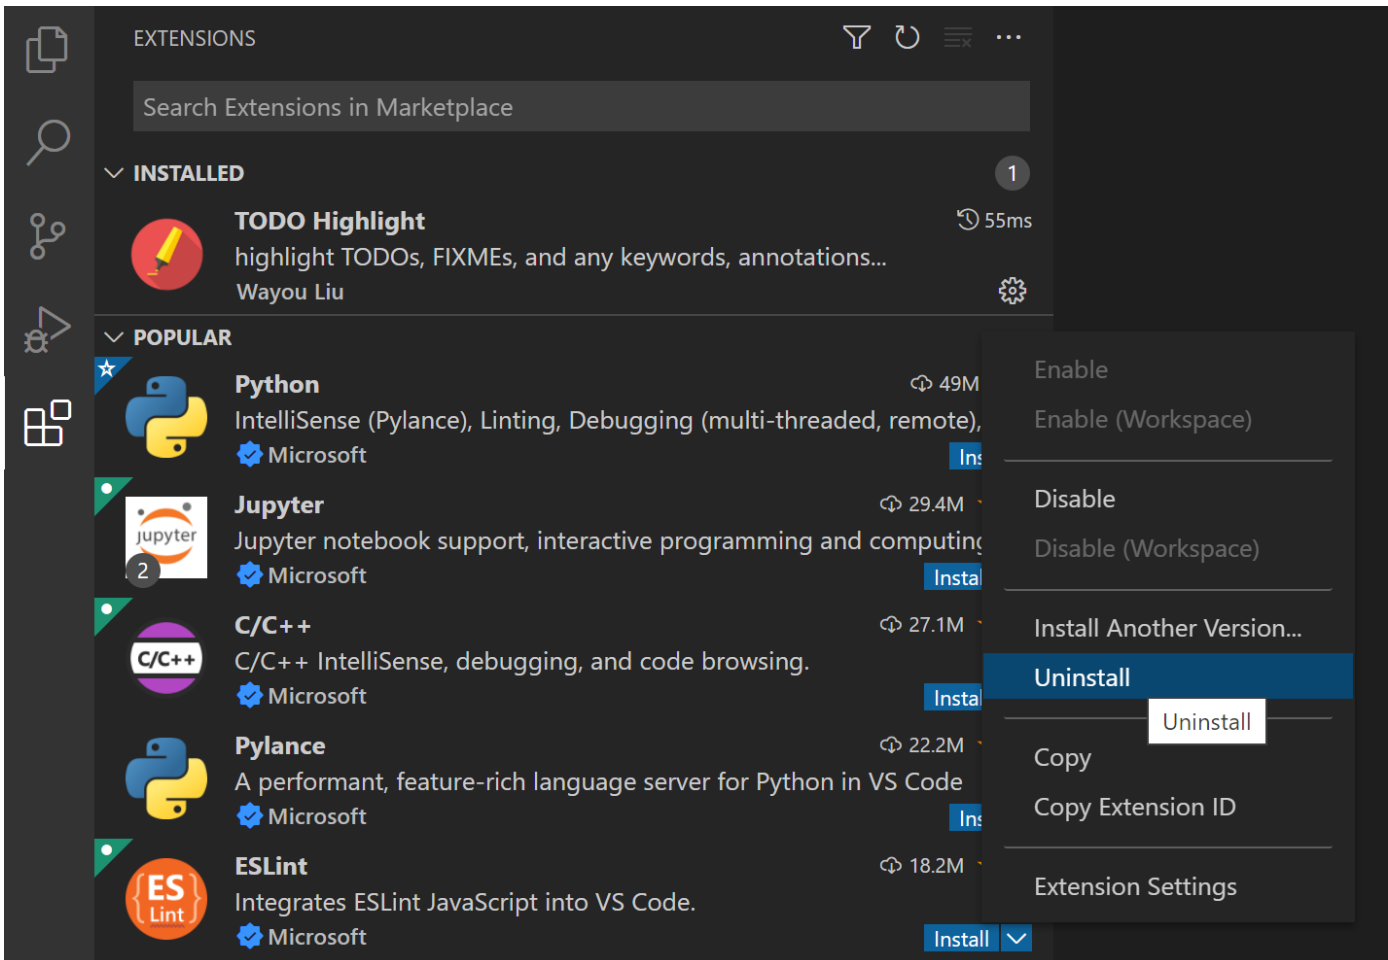 EXTENSIONS
Search Extensions in Marketplace
INSTALLED
1
TODO Highlight
55ms
highlight TODOs, FIXMEs, and any keywords, annotations...
Wayou Liu
POPULAR
Python
49M
IntelliSense (Pylance), Linting, Debugging (multi-threaded, remote),
Microsoft
Ins
Jupyter
29.4M
jupyter
2
Jupyter notebook support, interactive programming and computing
Microsoft
Instal
C/C++
27.1M
C/C++
C/C++ IntelliSense, debugging, and code browsing.
Microsoft
Instal
Pylance
22.2M
A performant, feature-rich language server for Python in VS Code
Microsoft
Ins
ESLint
18.2M
ES
Lint
Integrates ESLint JavaScript into VS Code.
Microsoft
Install
Enable
Enable (Workspace)
Disable
Disable (Workspace)
Install Another Version...
Uninstall
Uninstall
Copy
Copy Extension ID
Extension Settings